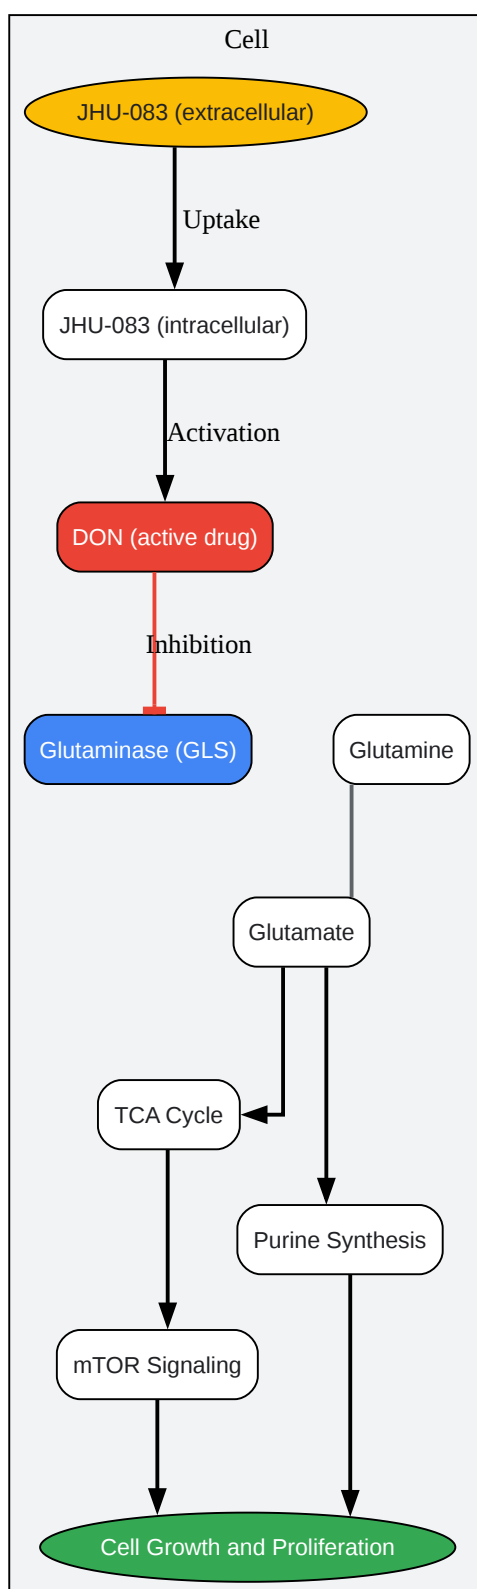 Cell
JHU-083 (extracellular)
Uptake
JHU-083 (intracellular)
Activation
DON (active drug)
Inhibition
Glutaminase (GLS)
Glutamine
Glutamate
TCA Cycle
Purine Synthesis
mTOR Signaling
Cell Growth and Proliferation